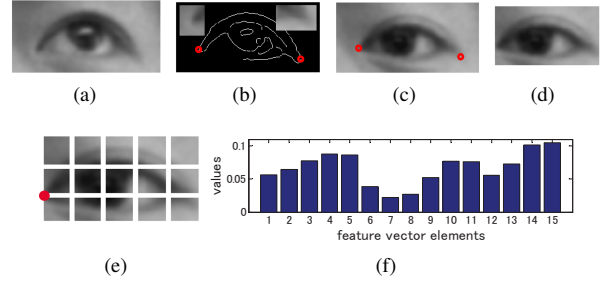 (a) (b) (c) (d)
0.1
0.05
0
values
1 2 3 4 5 6 7 8 9 10 11 12 13 14 15
feature vector elements
(e) (f)